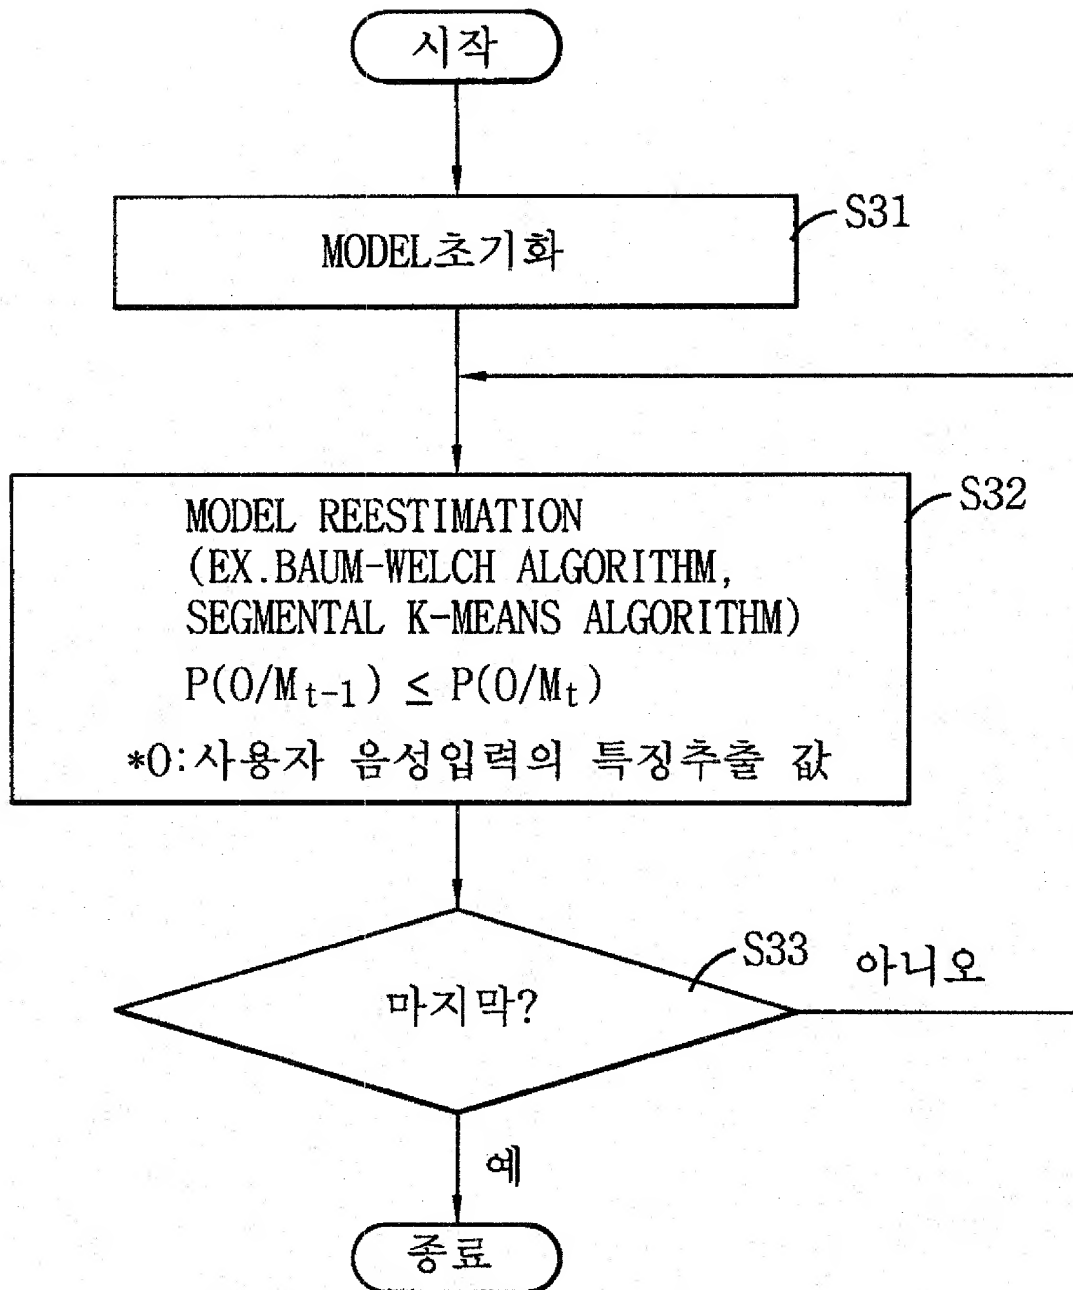 시작
S31
MODEL초기화
S32
MODEL REESTIMATION
(EX.BAUM-WELCH ALGORITHM,
SEGMENTAL K-MEANS ALGORITHM)
P(O/M t-1) ≤ P(O/M t)
*O:사용자 음성입력의 특징추출 값
S33
아니오
마지막?
예
종료